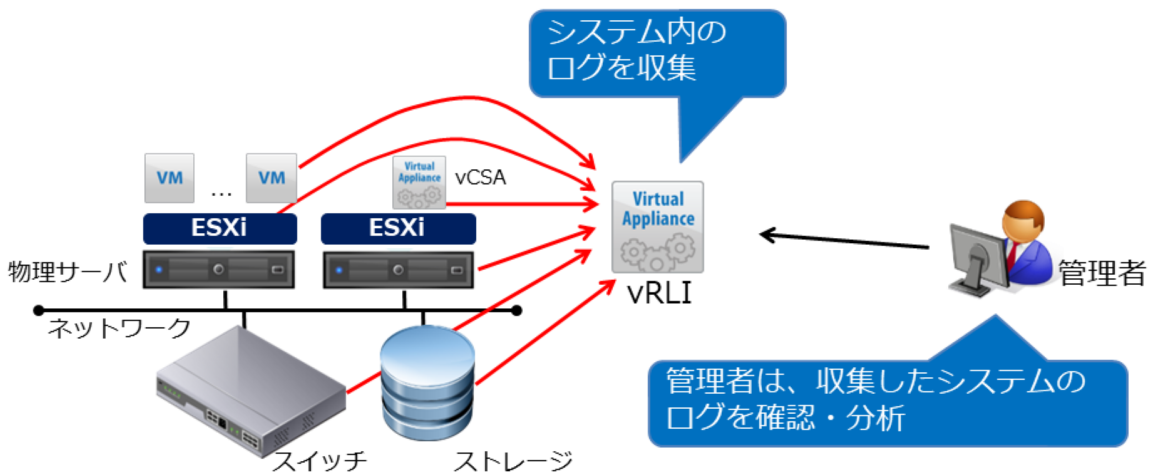 システム内の
ログを収集
VM
...
VM
Virtual
Appliance
vCSA
ESXi
ESXi
物理サーバ
ネットワーク
スイッチ
ストレージ
Virtual
Appliance
vRLI
管理者
管理者は、収集したシステムの
ログを確認・分析